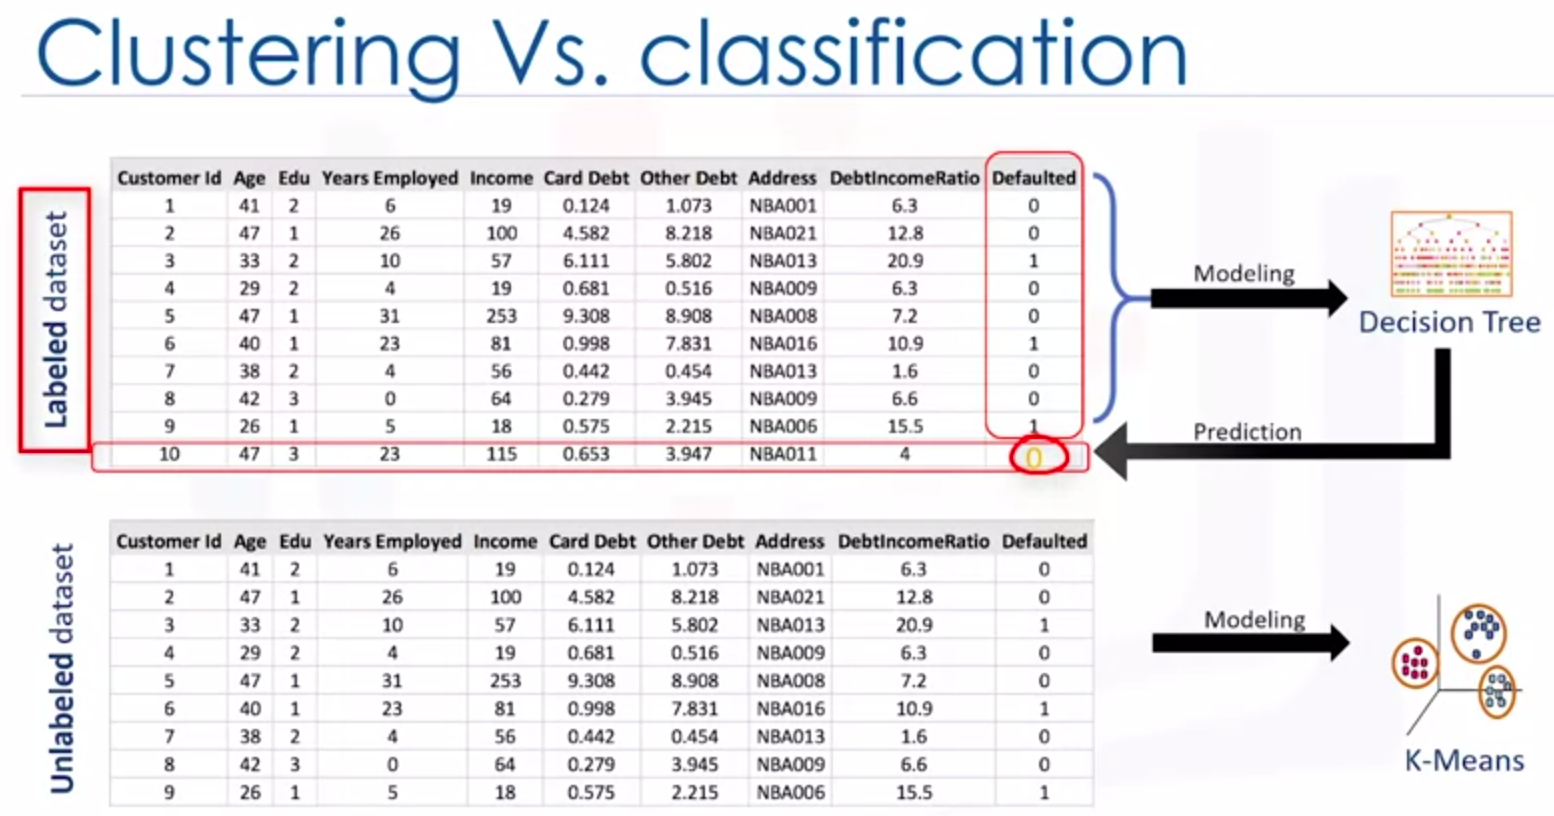 Clustering Vs. classification
Labeled dataset
Customer Id Age Edu Years Employed Income Card Debt Other Debt Address DebtIncomeRatio Defaulted
1 41 2 6 19 0.124 1.073 NBA001 6.3 0
2 47 1 26 100 4.582 8.218 NBA021 12.8 0
3 33 2 10 57 6.111 5.802 NBA013 20.9 1
4 29 2 4 19 0.681 0.516 NBA009 6.3 0
5 47 1 31 253 9.308 8.908 NBA008 7.2 0
6 40 1 23 81 0.998 7.831 NBA016 10.9 1
7 38 2 4 56 0.442 0.454 NBA013 1.6 0
8 42 3 0 64 0.279 3.945 NBA009 6.6 0
9 26 1 5 18 0.575 2.215 NBA006 15.5 1
10 47 3 23 115 0.653 3.947 NBA011 4 0
Modeling
Decision Tree
Prediction
Unlabeled dataset
Customer Id Age Edu Years Employed Income Card Debt Other Debt Address DebtIncomeRatio Defaulted
1 41 2 6 19 0.124 1.073 NBA001 6.3 0
2 47 1 26 100 4.582 8.218 NBA021 12.8 0
3 33 2 10 57 6.111 5.802 NBA013 20.9 1
4 29 2 4 19 0.681 0.516 NBA009 6.3 0
5 47 1 31 253 9.308 8.908 NBA008 7.2 0
6 40 1 23 81 0.998 7.831 NBA016 10.9 1
7 38 2 4 56 0.442 0.454 NBA013 1.6 0
8 42 3 0 64 0.279 3.945 NBA009 6.6 0
9 26 1 5 18 0.575 2.215 NBA006 15.5 1
Modeling
K-Means